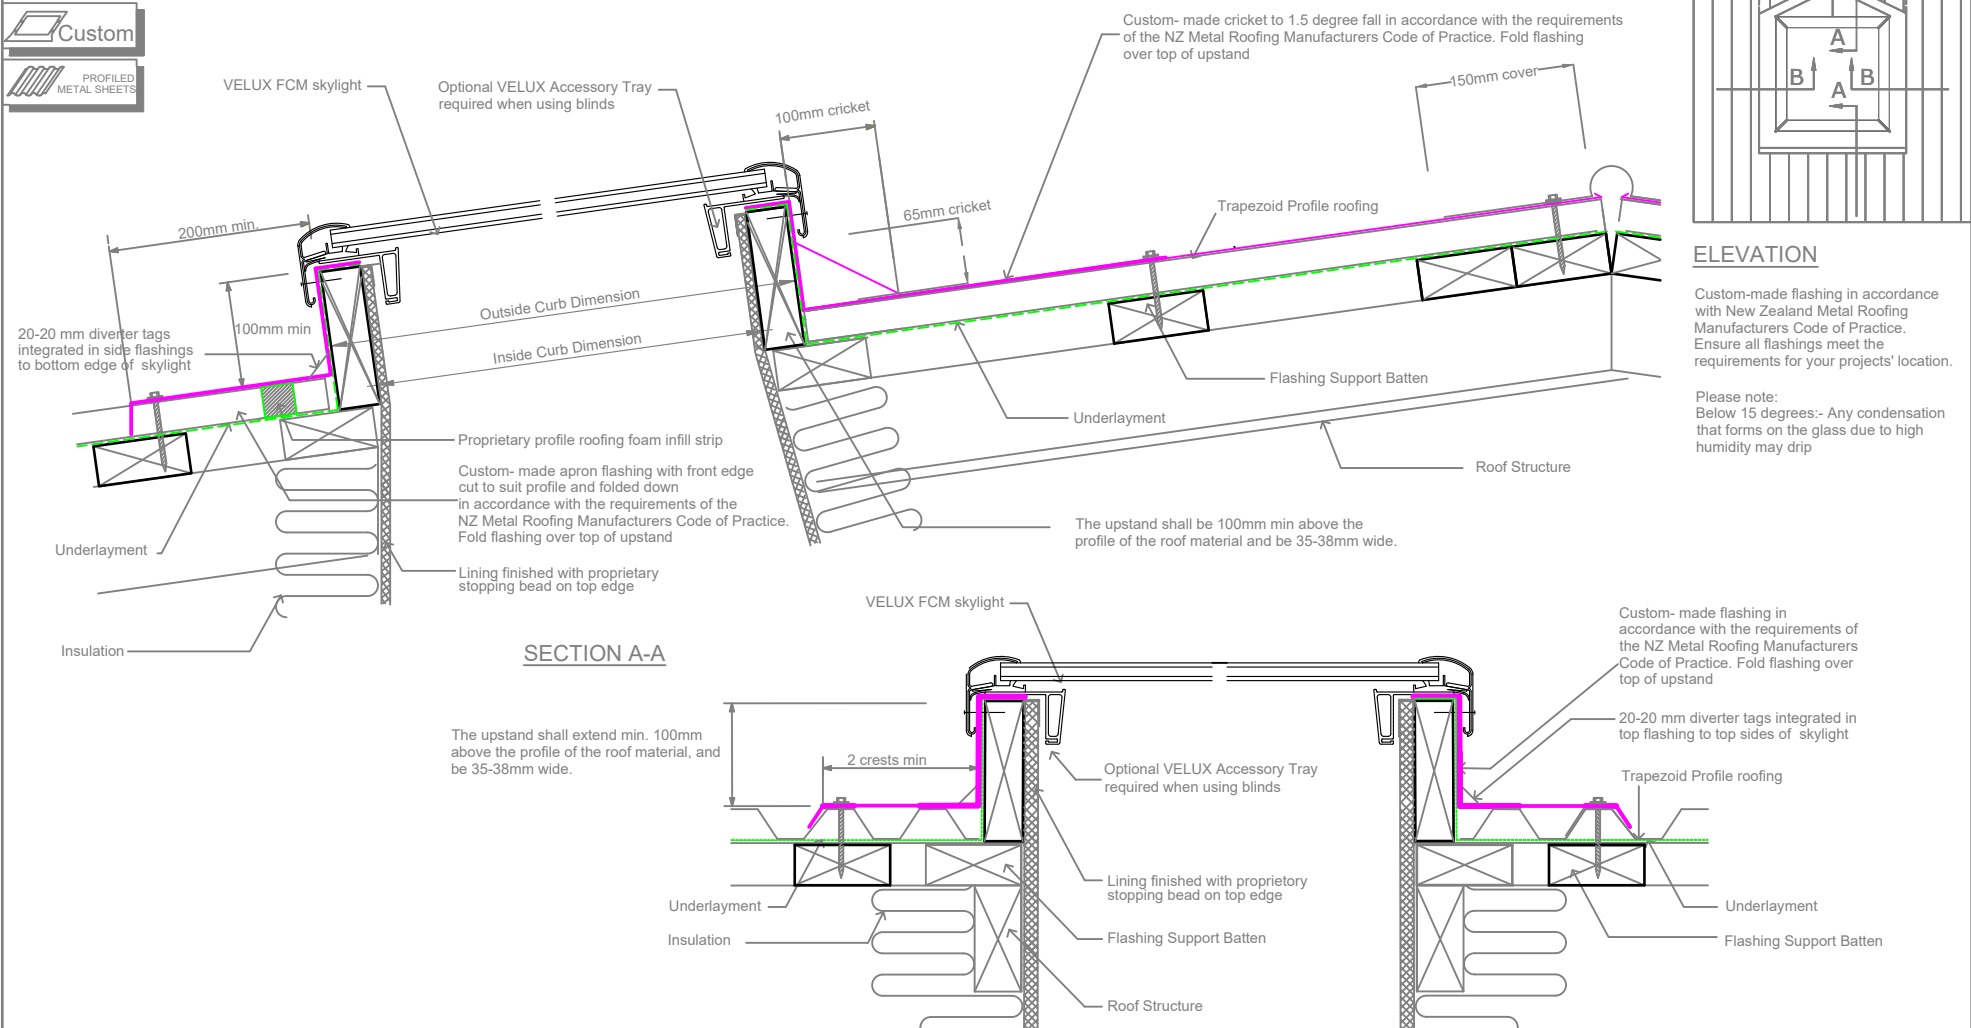 Custom
PROFILED
METAL SHEETS
VELUX FCM skylight
Optional VELUX Accessory Tray
required when using blinds
Custom- made cricket to 1.5 degree fall in accordance with the requirements
of the NZ Metal Roofing Manufacturers Code of Practice. Fold flashing
over top of upstand
100mm cricket
150mm cover
65mm cricket
Trapezoid Profile roofing
200mm min.
100mm min
Outside Curb Dimension
Inside Curb Dimension
20-20 mm diverter tags
integrated in side flashings
to bottom edge of skylight
Flashing Support Batten
Underlayment
Roof Structure
Proprietary profile roofing foam infill strip
Custom- made apron flashing with front edge
cut to suit profile and folded down
in accordance with the requirements of the
NZ Metal Roofing Manufacturers Code of Practice.
Fold flashing over top of upstand
The upstand shall be 100mm min above the
profile of the roof material and be 35-38mm wide.
Underlayment
Lining finished with proprietary
stopping bead on top edge
Insulation
SECTION A-A
A
B
B
A
ELEVATION
Custom-made flashing in accordance
with New Zealand Metal Roofing
Manufacturers Code of Practice.
Ensure all flashings meet the
requirements for your projects' location.
Please note:
Below 15 degrees:- Any condensation
that forms on the glass due to high
humidity may drip
VELUX FCM skylight
The upstand shall extend min. 100mm
above the profile of the roof material, and
be 35-38mm wide.
2 crests min
Optional VELUX Accessory Tray
required when using blinds
Custom- made flashing in
accordance with the requirements of
the NZ Metal Roofing Manufacturers
Code of Practice. Fold flashing over
top of upstand
20-20 mm diverter tags integrated in
top flashing to top sides of skylight
Trapezoid Profile roofing
Lining finished with proprietory
stopping bead on top edge
Underlayment
Insulation
Flashing Support Batten
Roof Structure
Underlayment
Flashing Support Batten